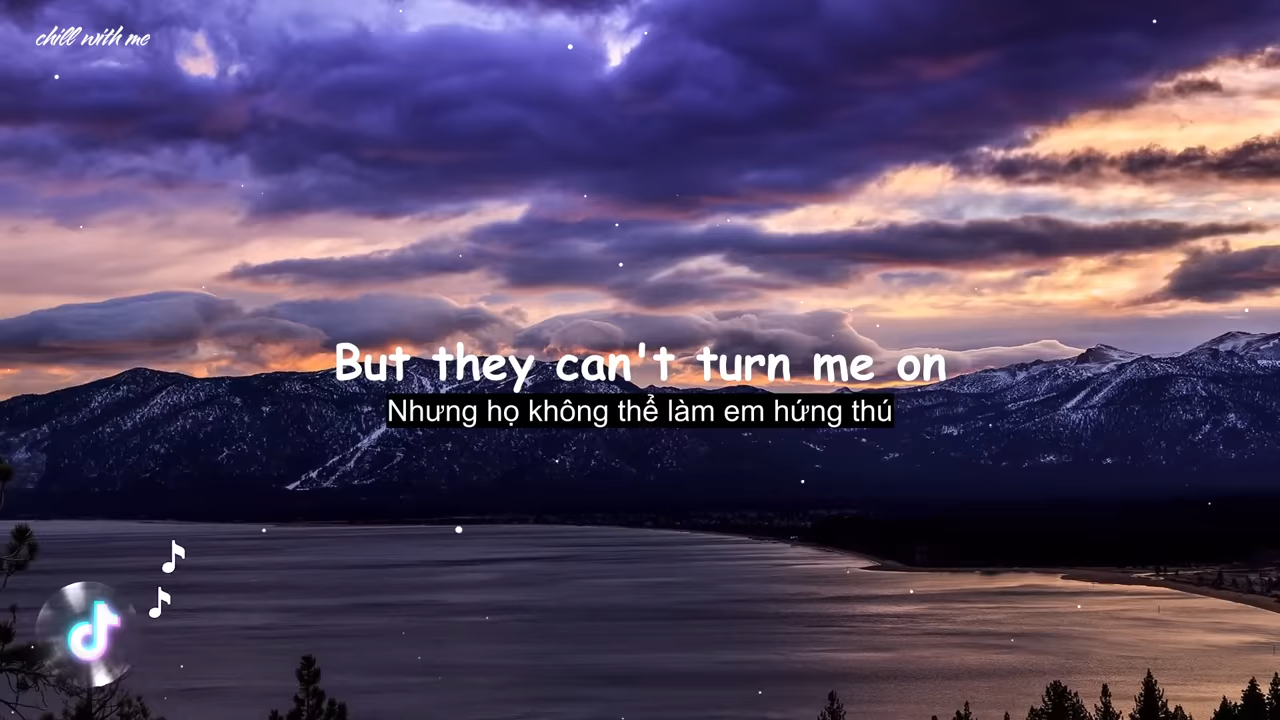 chill with me
But they can't turn me on
Nhưng họ không thể làm em hứng thú